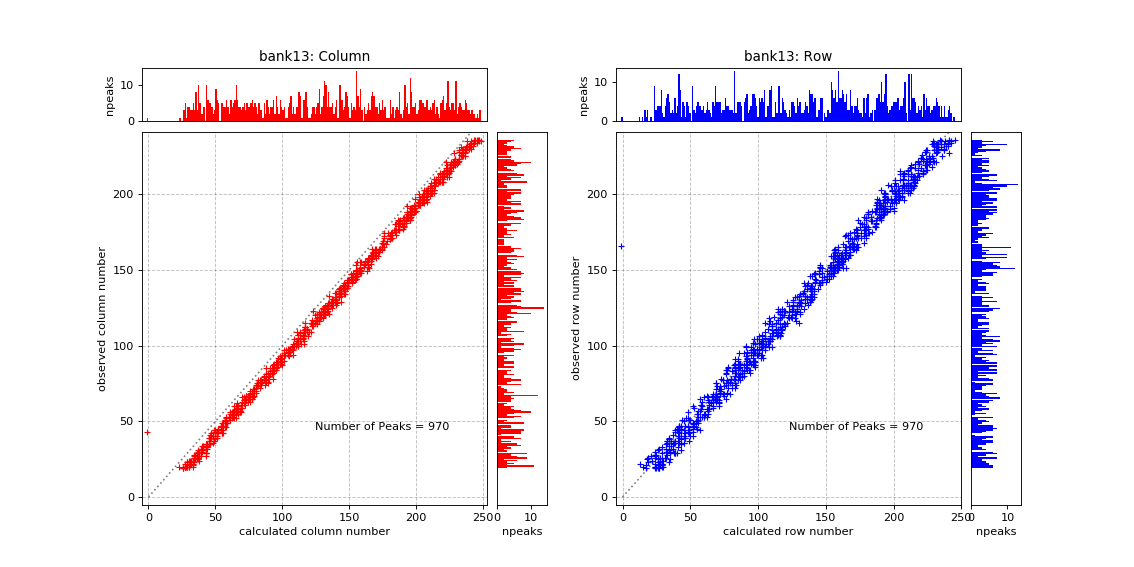 bank13: Column
npeaks
10
0
observed column number
200
150
100
50
0
Number of Peaks = 970
0 50 100 150 200 250
calculated column number
0 10
npeaks
bank13: Row
npeaks
10
0
observed row number
200
150
100
50
0
Number of Peaks = 970
0 50 100 150 200 250
calculated row number
0 10
npeaks